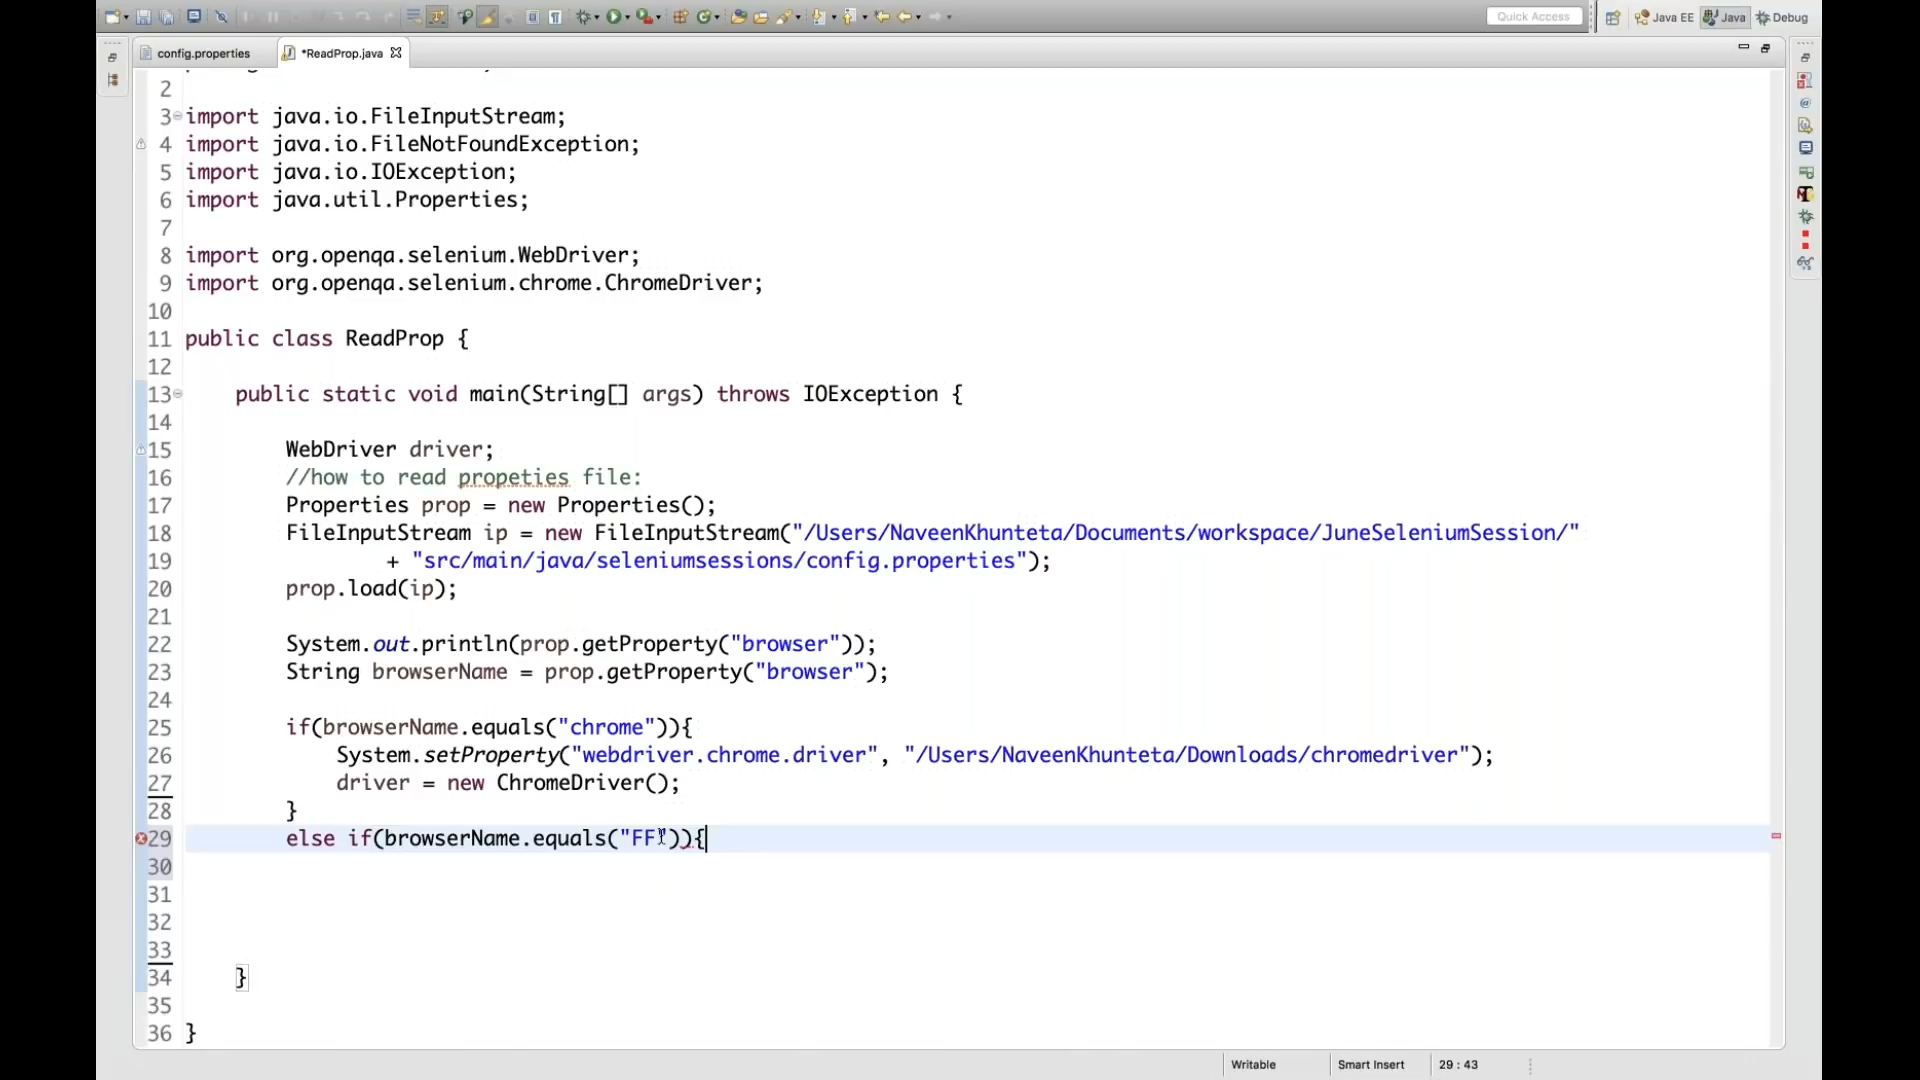 Quick Access
Java EE
Java
Debug
config.properties
*ReadProp.java
2
3 import java.io.FileInputStream;
4 import java.io.FileNotFoundException;
5 import java.io.IOException;
6 import java.util.Properties;
7
8 import org.openqa.selenium.WebDriver;
9 import org.openqa.selenium.chrome.ChromeDriver;
10
11 public class ReadProp {
12
13 public static void main(String[] args) throws IOException {
14
15 WebDriver driver;
16 //how to read propeties file:
17 Properties prop = new Properties();
18 FileInputStream ip = new FileInputStream("/Users/NaveenKhunteta/Documents/workspace/JuneSeleniumSession/"
19 + "src/main/java/seleniumsessions/config.properties");
20 prop.load(ip);
21
22 System.out.println(prop.getProperty("browser"));
23 String browserName = prop.getProperty("browser");
24
25 if(browserName.equals("chrome")){
26 System.setProperty("webdriver.chrome.driver", "/Users/NaveenKhunteta/Downloads/chromedriver");
27 driver = new ChromeDriver();
28 }
29 else if(browserName.equals("FF")){
30
31
32
33
34 }
35
36 }
Writable
Smart Insert
29 : 43